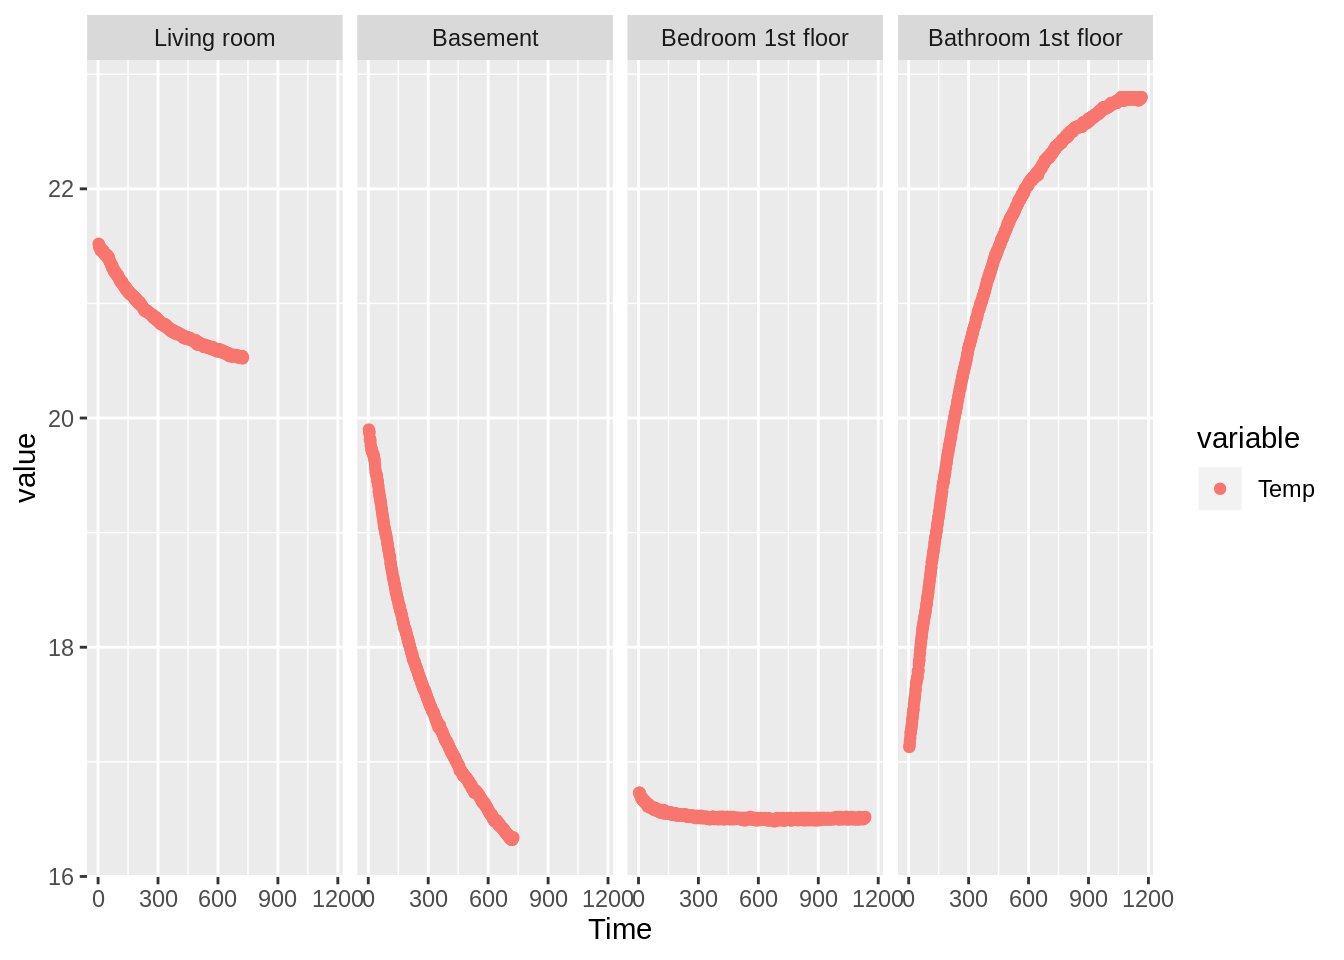 Living room
Basement
Bedroom 1st floor
Bathroom 1st floor
value
22
20
18
16
0 300 600 900 1200
0 300 600 900 1200
0 300 600 900 1200
0 300 600 900 1200
Time
variable
Temp